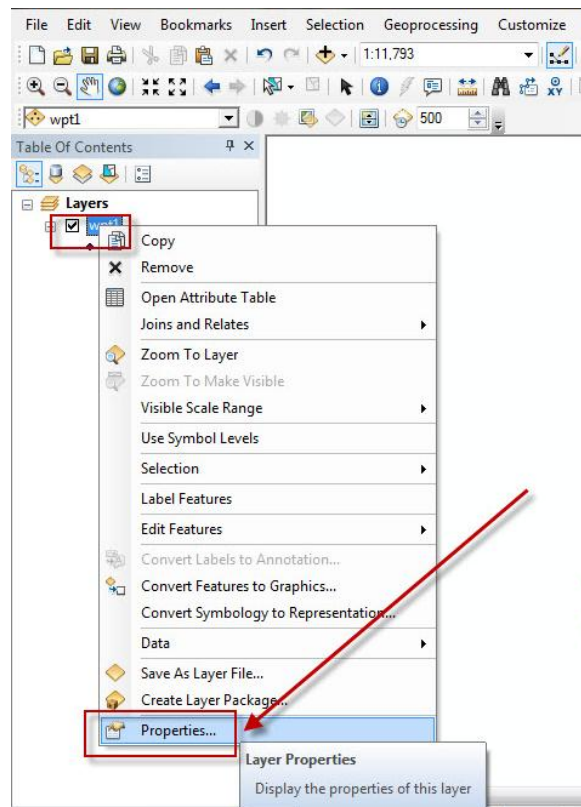 File Edit View Bookmarks Insert Selection Geoprocessing Customize
1:11,793
wpt1 500
Table Of Contents
Layers
wpt1
Copy
Remove
Open Attribute Table
Joins and Relates
Zoom To Layer
Zoom To Make Visible
Visible Scale Range
Use Symbol Levels
Selection
Label Features
Edit Features
Convert Labels to Annotation...
Convert Features to Graphics...
Convert Symbology to Representation...
Data
Save As Layer File...
Create Layer Package...
Properties...
Layer Properties
Display the properties of this layer